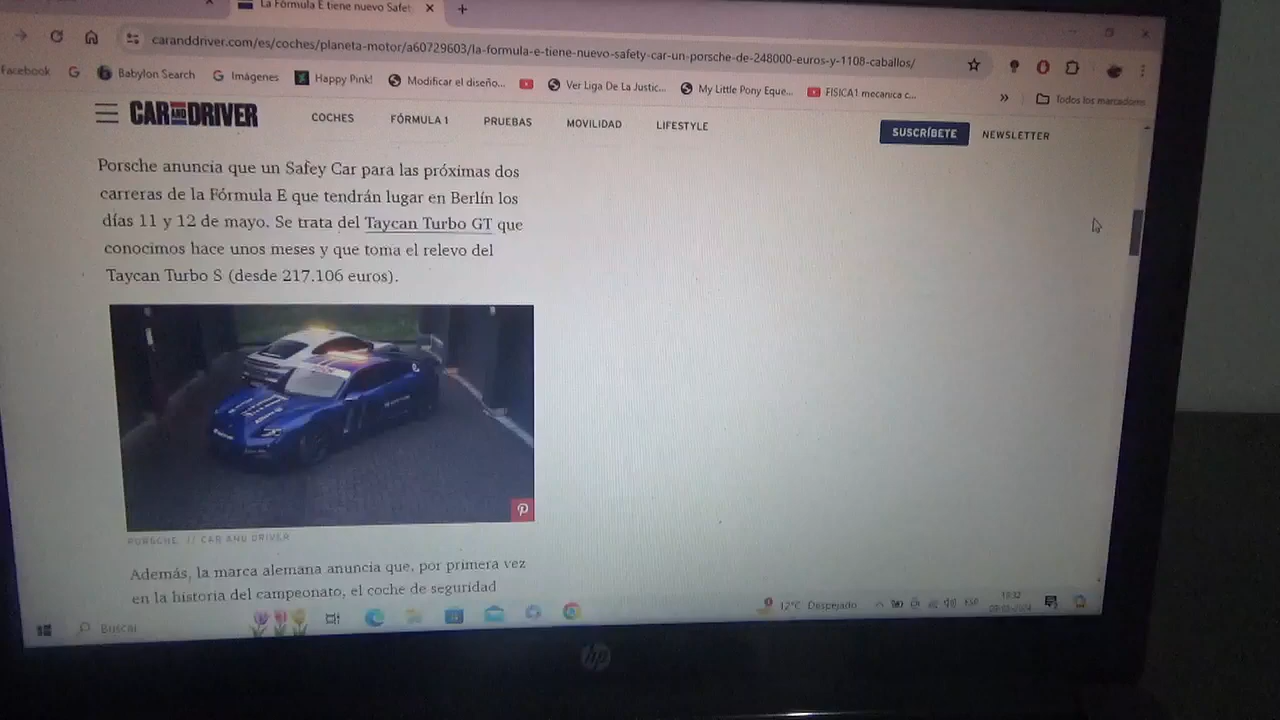 La Fórmula E tiene nuevo Safet
caranddriver.com/es/coches/planeta-motor/a60729603/la-formula-e-tiene-nuevo-safety-car-un-porsche-de-248000-euros-y-1108-caballos/
Facebook Babylon Search Imágenes Happy Pink! Modificar el diseño... Ver Liga De La Justic... My Little Pony Eque... FISICA1 mecanica c... Todos los marcadores
CAR AND DRIVER COCHES FÓRMULA 1 PRUEBAS MOVILIDAD LIFESTYLE SUSCRÍBETE NEWSLETTER
Porsche anuncia que un Safey Car para las próximas dos
carreras de la Fórmula E que tendrán lugar en Berlín los
días 11 y 12 de mayo. Se trata del Taycan Turbo GT que
conocimos hace unos meses y que toma el relevo del
Taycan Turbo S (desde 217.106 euros).
PORSCHE // CAR AND DRIVER
Además, la marca alemana anuncia que, por primera vez
en la historia del campeonato, el coche de seguridad
Buscar 12°C Despejado ESP
hp